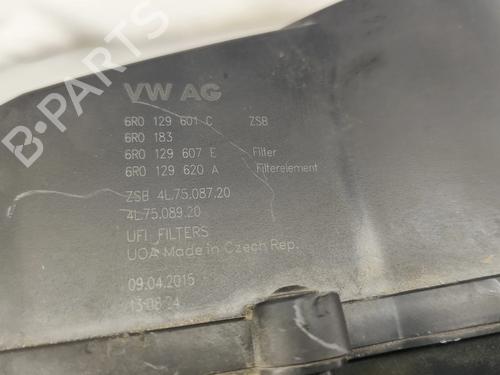 B-PARTS
VW AG
6R0 129 601 C ZSB
6R0 183
6R0 129 607 E Filter
6R0 129 620 A Filterelement
ZSB 4L.75.087.20
4L.75.089.20
UFI FILTERS
UOA Made in Czech Rep.
09.04.2015
13:08:24